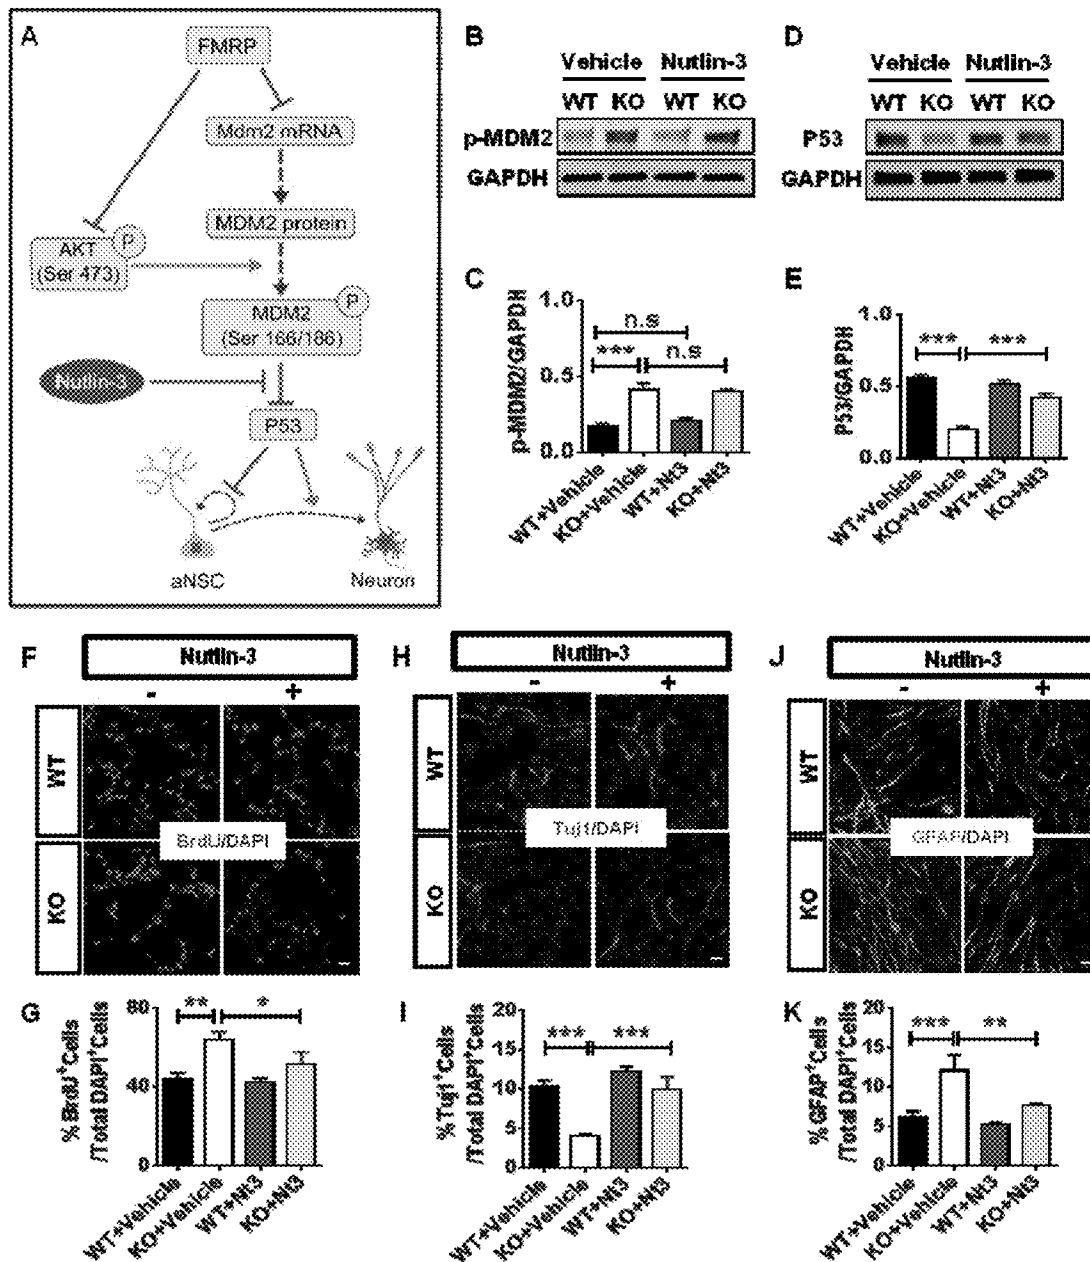 A
FMRP
Mdm2 mRNA
MDM2 protein
AKT
(Ser 473)
P
MDM2
(Ser 166/186)
P
Nutlin-3
P53
aNSC
Neuron
B
Vehicle Nutlin-3
WT KO WT KO
p-MDM2
GAPDH
D
Vehicle Nutlin-3
WT KO WT KO
P53
GAPDH
C
p-MDM2/GAPDH
1.0
0.5
0.0
n.s
*** n.s
WT+Vehicle
KO+Vehicle
WT+Nt3
KO+Nt3
E
P53/GAPDH
1.0
0.5
0.0
*** ***
WT+Vehicle
KO+Vehicle
WT+Nt3
KO+Nt3
F
Nutlin-3
- +
WT
KO
BrdU/DAPI
H
Nutlin-3
- +
WT
KO
Tuj1/DAPI
J
Nutlin-3
- +
WT
KO
GFAP/DAPI
G
% BrdU+Cells
/Total DAPI+Cells
80
40
0
** *
WT+Vehicle
KO+Vehicle
WT+Nt3
KO+Nt3
I
% Tuj1+Cells
/Total DAPI+Cells
20
15
10
5
0
*** ***
WT+Vehicle
KO+Vehicle
WT+Nt3
KO+Nt3
K
% GFAP+Cells
/Total DAPI+Cells
20
15
10
5
0
*** **
WT+Vehicle
KO+Vehicle
WT+Nt3
KO+Nt3